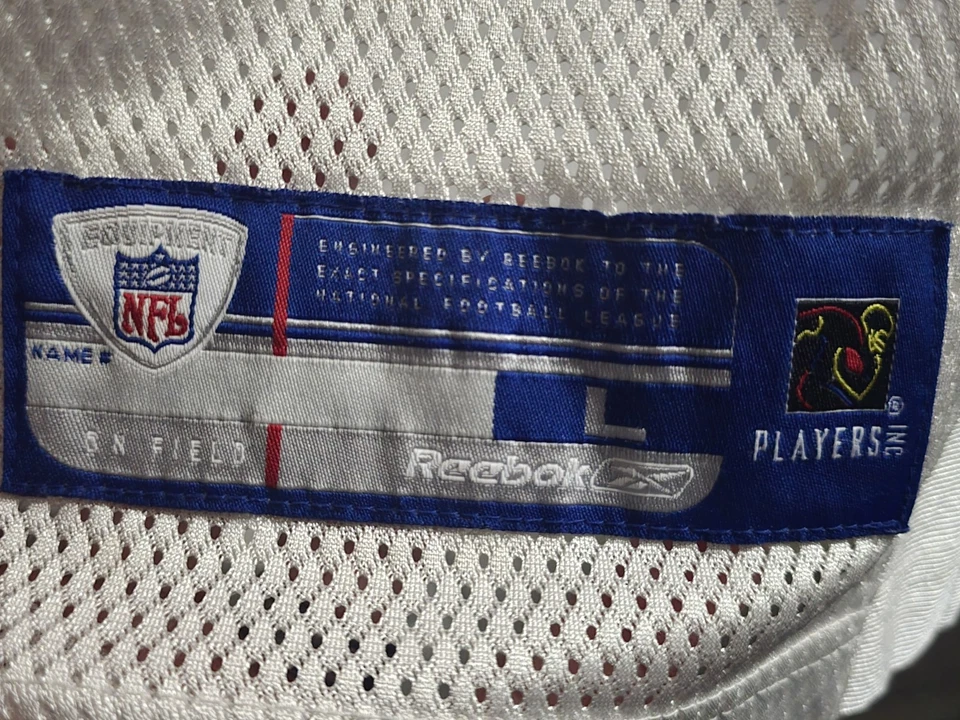 EQUIPMENT
NFL
ENGINEERED BY REEBOK TO THE
EXACT SPECIFICATIONS OF THE
NATIONAL FOOTBALL LEAGUE
NAME #
L
ON FIELD
Reebok
PLAYERS INC ®